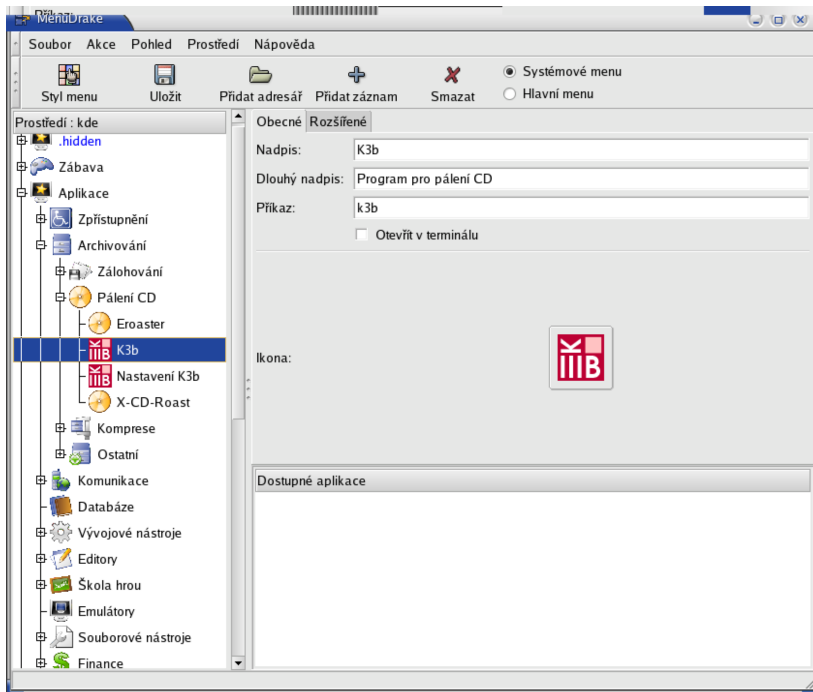 MenuDrake
Soubor Akce Pohled Prostředí Nápověda
Styl menu Uložit Přidat adresář Přidat záznam Smazat
Systémové menu
Hlavní menu
Prostředí : kde
.hidden
Zábava
Aplikace
Zpřístupnění
Archivování
Zálohování
Pálení CD
Eroaster
K3b
Nastavení K3b
X-CD-Roast
Komprese
Ostatní
Komunikace
Databáze
Vývojové nástroje
Editory
Škola hrou
Emulátory
Souborové nástroje
Finance
Obecné Rozšířené
Nadpis: K3b
Dlouhý nadpis: Program pro pálení CD
Příkaz: k3b
Otevřít v terminálu
Ikona:
KIIIB
Dostupné aplikace